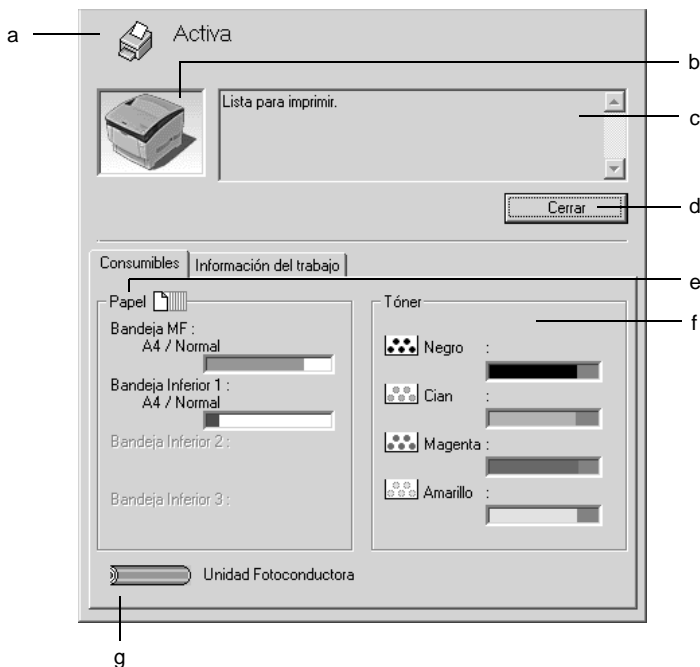 a
Activa
b
Lista para imprimir.
c
Cerrar
d
Consumibles
Información del trabajo
e
Papel
Bandeja MF :
A4 / Normal
Bandeja Inferior 1 :
A4 / Normal
Bandeja Inferior 2 :
Bandeja Inferior 3 :
Tóner
f
Negro :
Cian :
Magenta :
Amarillo :
Unidad Fotoconductora
g